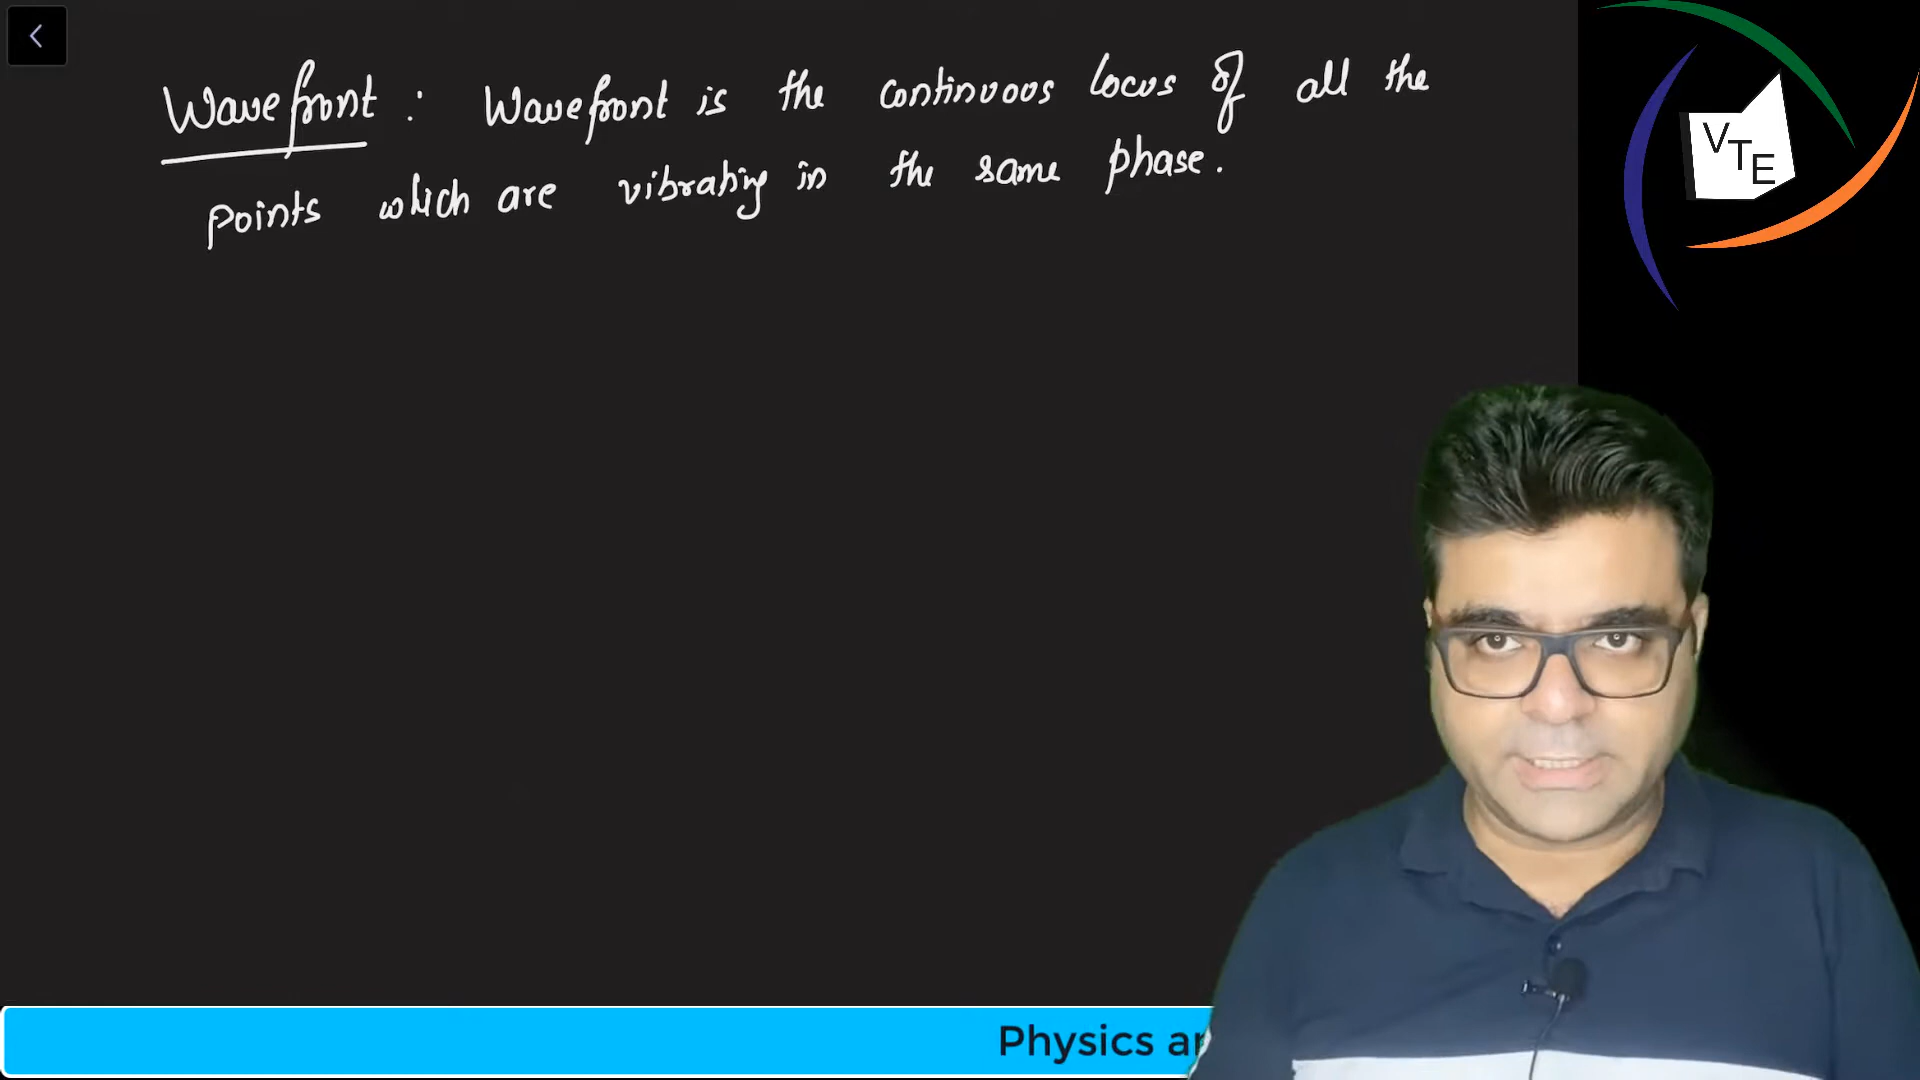 Wavefront : Wavefront is the continuous locus of all the
points which are vibrating in the same phase.
VTE
Physics